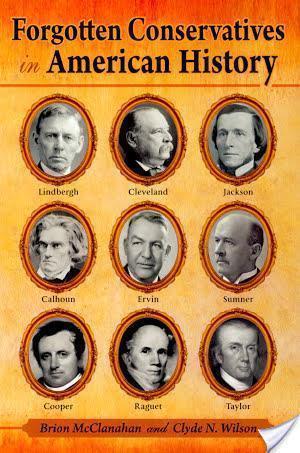 Forgotten Conservatives
in American History
Lindbergh Cleveland Jackson
Calhoun Ervin Sumner
Cooper Raguet Taylor
Brion McClanahan and Clyde N. Wilson